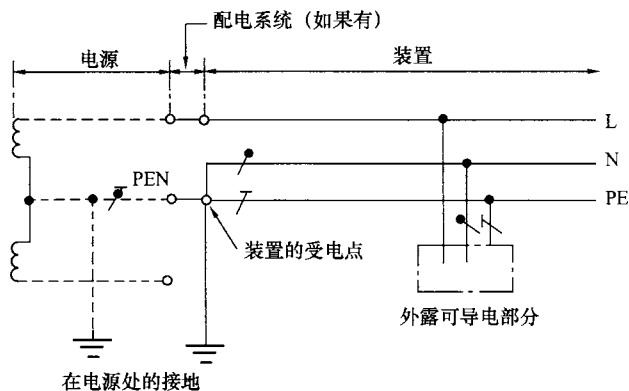 配电系统（如果有）
电源
装置
L
N
PEN
PE
装置的受电点
外露可导电部分
在电源处的接地